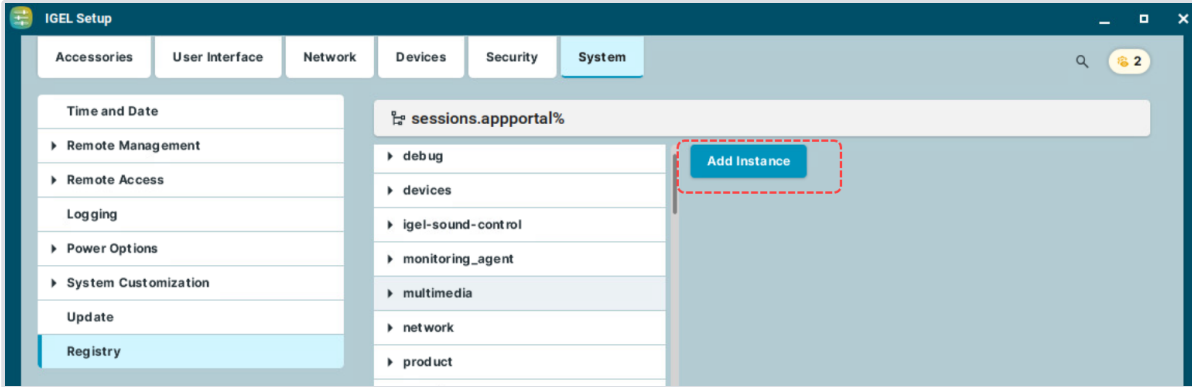 IGEL Setup
Accessories
User Interface
Network
Devices
Security
System
2
Time and Date
Remote Management
Remote Access
Logging
Power Options
System Customization
Update
Registry
sessions.appportal%
debug
devices
igel-sound-control
monitoring_agent
multimedia
network
product
Add Instance